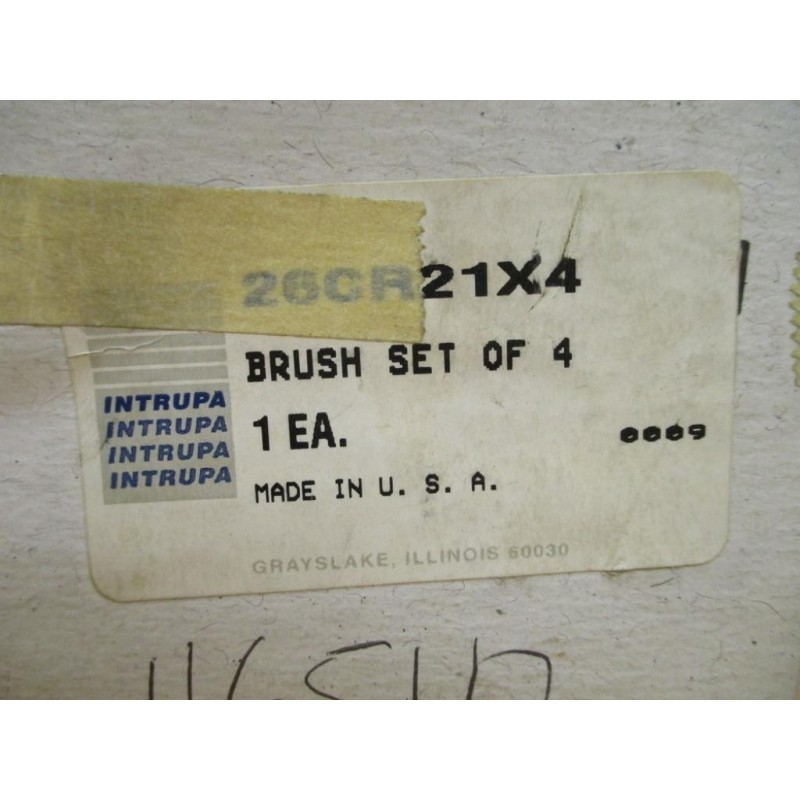 26CR21X4
BRUSH SET OF 4
INTRUPA
INTRUPA
INTRUPA
INTRUPA
1 EA.
0009
MADE IN U. S. A.
GRAYSLAKE, ILLINOIS 60030